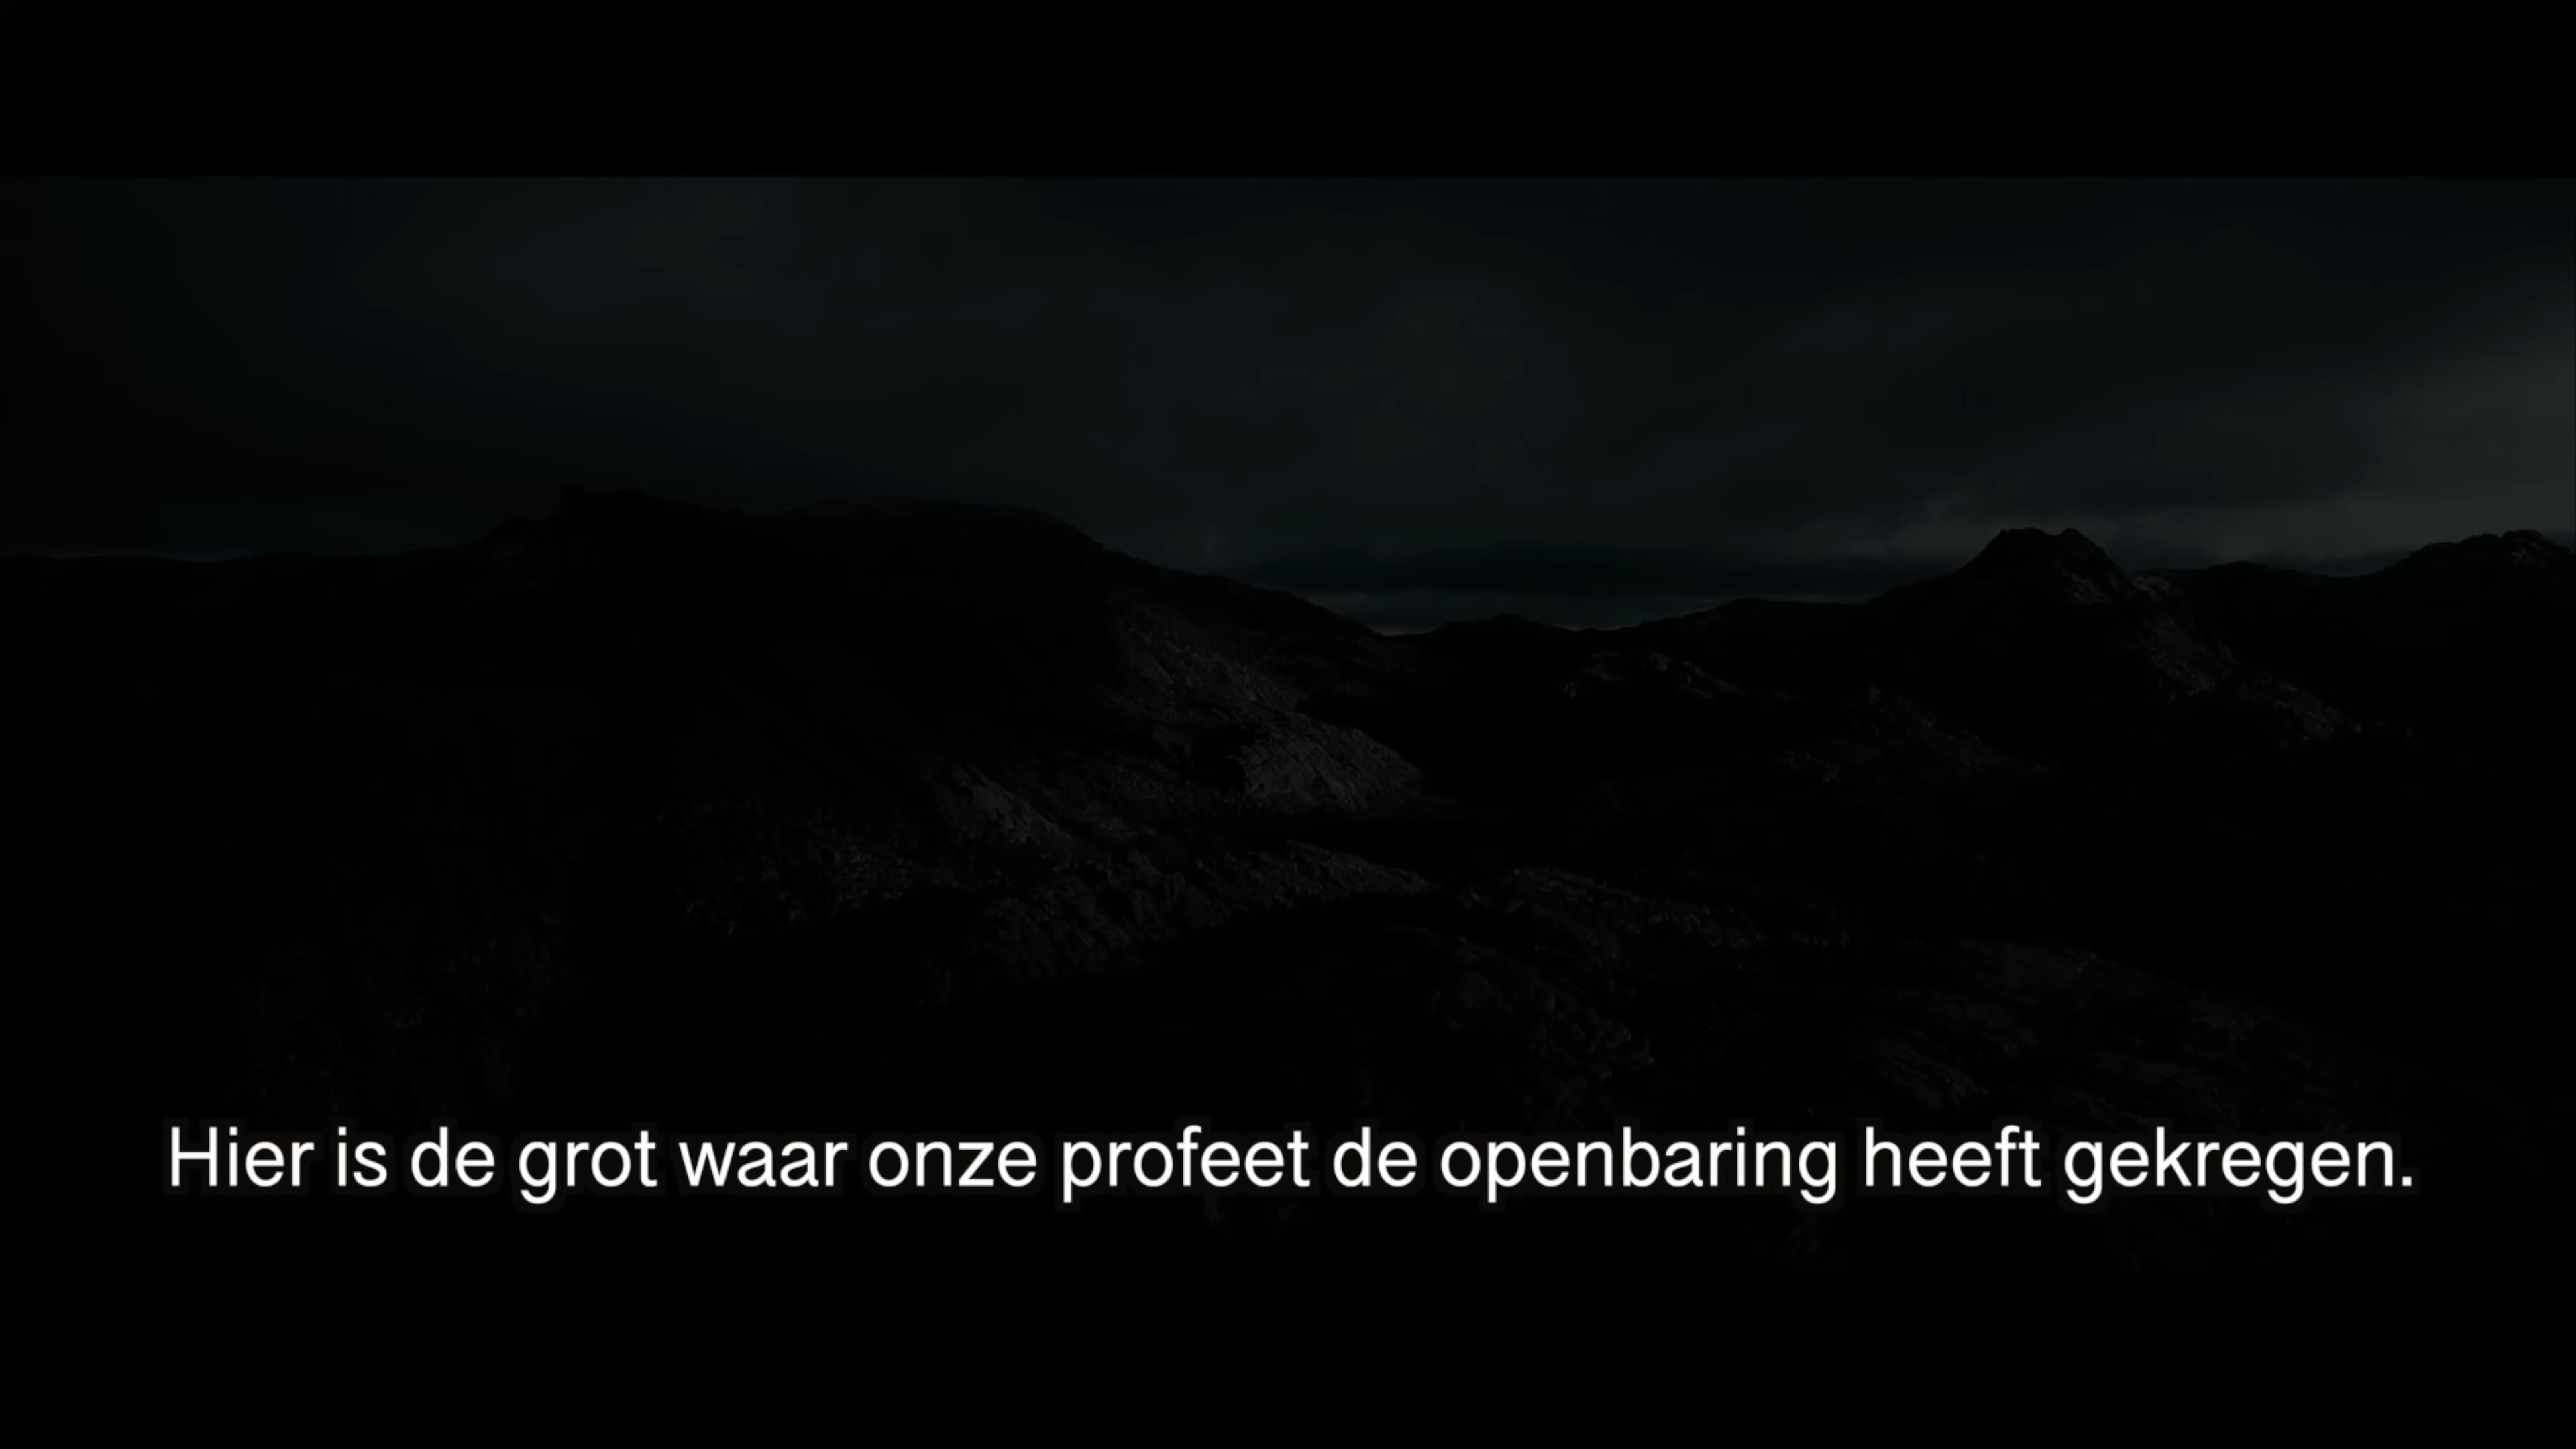 Hier is de grot waar onze profeet de openbaring heeft gekregen.